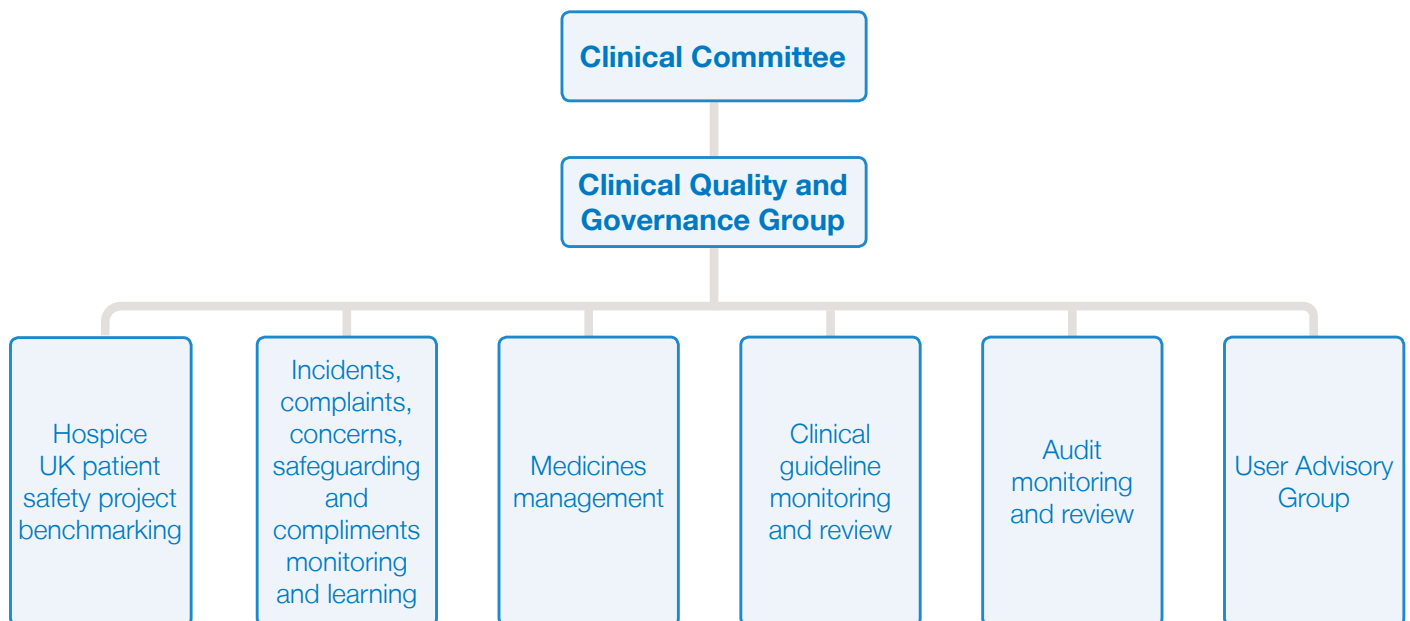 Clinical Committee
Clinical Quality and
Governance Group
Hospice
UK patient
safety project
benchmarking
Incidents,
complaints,
concerns,
safeguarding
and
compliments
monitoring
and learning
Medicines
management
Clinical
guideline
monitoring
and review
Audit
monitoring
and review
User Advisory
Group